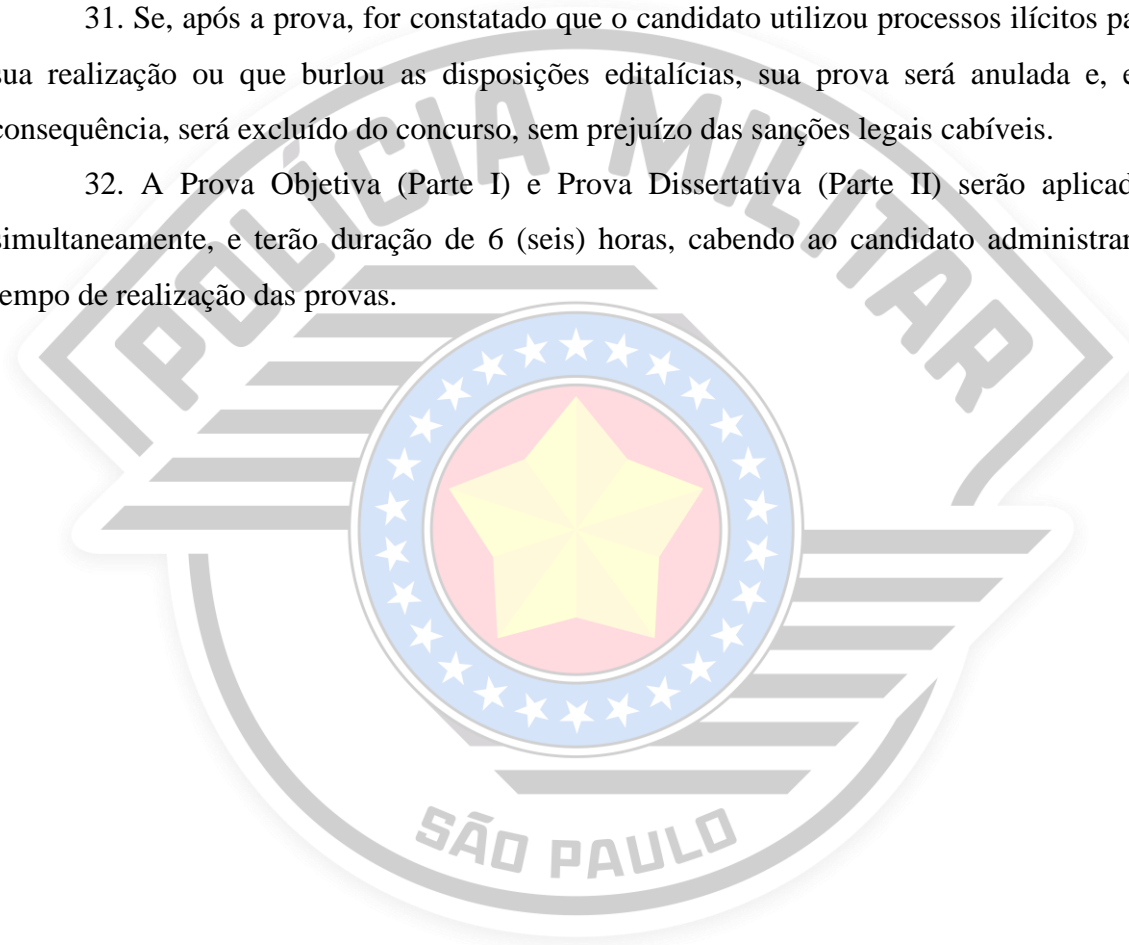 31. Se, após a prova, for constatado que o candidato utilizou processos ilícitos pa
sua realização ou que burlou as disposições editalícias, sua prova será anulada e, e
consequência, será excluído do concurso, sem prejuízo das sanções legais cabíveis.
32. A Prova Objetiva (Parte I) e Prova Dissertativa (Parte II) serão aplicad
simultaneamente, e terão duração de 6 (seis) horas, cabendo ao candidato administrar
tempo de realização das provas.
POLÍCIA MILITAR
SÃO PAULO